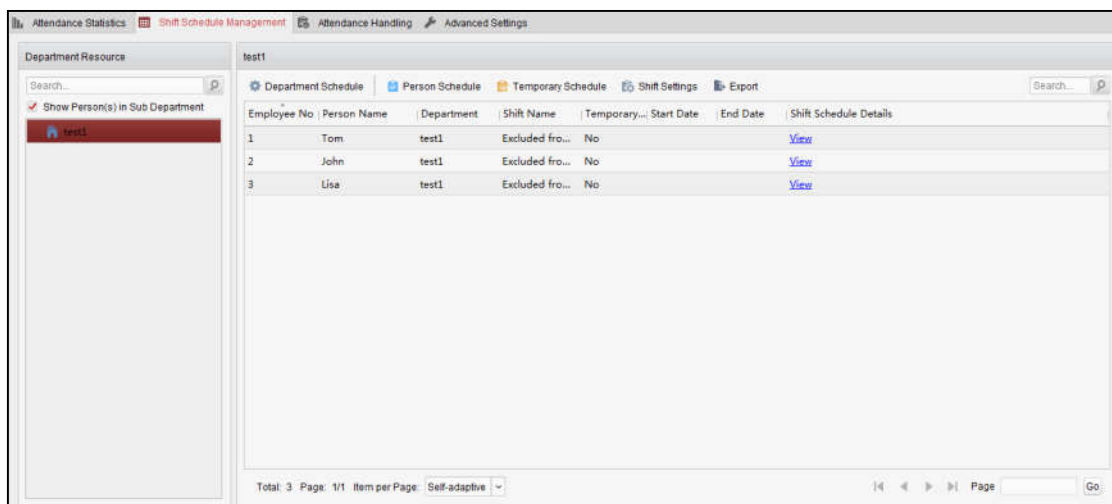 Attendance Statistics Shift Schedule Management Attendance Handling Advanced Settings
Department Resource
test1
Search...
Show Person(s) in Sub Department
test1
Department Schedule Person Schedule Temporary Schedule Shift Settings Export Search...
Employee No Person Name Department Shift Name Temporary... Start Date End Date Shift Schedule Details
1 Tom test1 Excluded fro... No View
2 John test1 Excluded fro... No View
3 Lisa test1 Excluded fro... No View
Total: 3 Page: 1/1 Item per Page: Self-adaptive Page Go